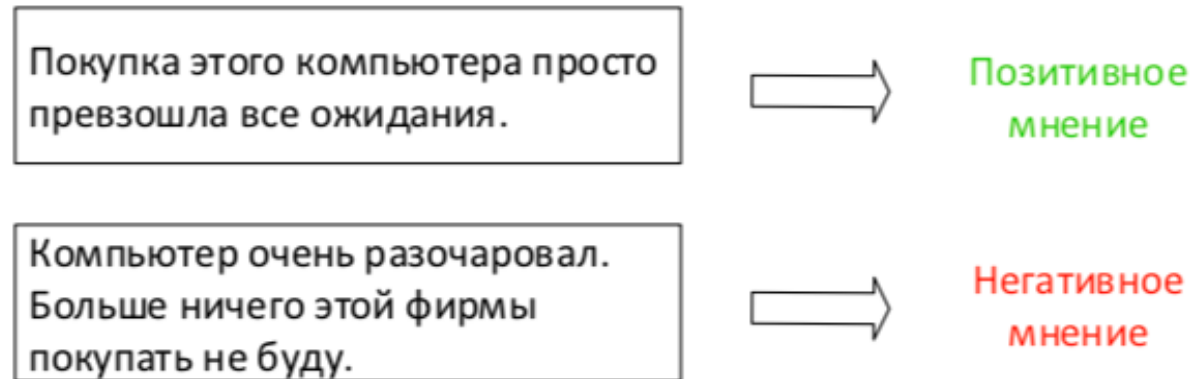 Покупка этого компьютера просто
превзошла все ожидания.
Позитивное
мнение
Компьютер очень разочаровал.
Больше ничего этой фирмы
покупать не буду.
Негативное
мнение